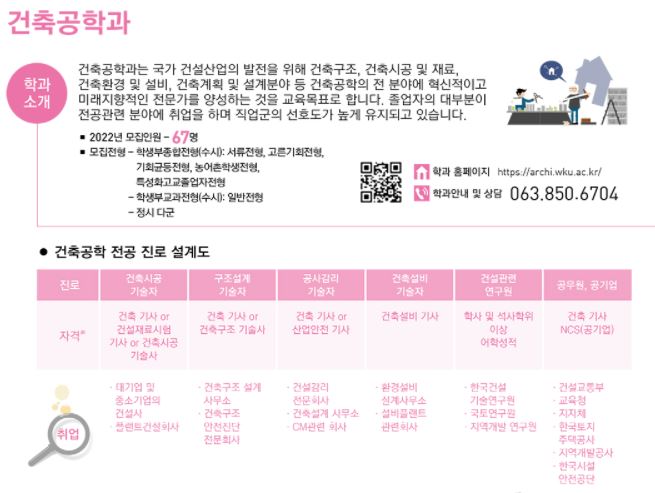 건축공학과
학과
소개
건축공학과는 국가 건설산업의 발전을 위해 건축구조, 건축시공 및 재료,
건축환경 및 설비, 건축계획 및 설계분야 등 건축공학의 전 분야에 혁신적이고
미래지향적인 전문가를 양성하는 것을 교육목표로 합니다. 졸업자의 대부분이
전공관련 분야에 취업을 하며 직업군의 선호도가 높게 유지되고 있습니다.
▪ 2022년 모집인원 - 67명
▪ 모집전형 - 학생부종합전형(수시): 서류전형, 고른기회전형,
기회균등전형, 농어촌학생전형,
특성화고교졸업자전형
- 학생부교과전형(수시): 일반전형
- 정시 다군
학과 홈페이지 https://archi.wku.ac.kr/
학과안내 및 상담 063.850.6704
● 건축공학 전공 진로 설계도
진로 건축시공 기술자 구조설계 기술자 공사감리 기술자 건축설비 기술자 건설관련 연구원 공무원, 공기업
자격
건축 기사 or
건설재료시험
기사 or 건축시공
기술사
건축 기사 or
건축구조 기술사
건축 기사 or
산업안전 기사
건축설비 기사
학사 및 석사학위
이상
어학성적
건축 기사
NCS(공기업)
취업
· 대기업 및
중소기업의
건설사
· 플랜트건설회사
· 건축구조 설계
사무소
· 건축구조
안전진단
전문회사
· 건설감리
전문회사
· 건축설계 사무소
· CM관련 회사
· 환경설비
설계사무소
· 설비플랜트
관련회사
· 한국건설
기술연구원
· 국토연구원
· 지역개발 연구원
· 건설교통부
· 교육청
· 지자체
· 한국토지
주택공사
· 지역개발공사
· 한국시설
안전공단